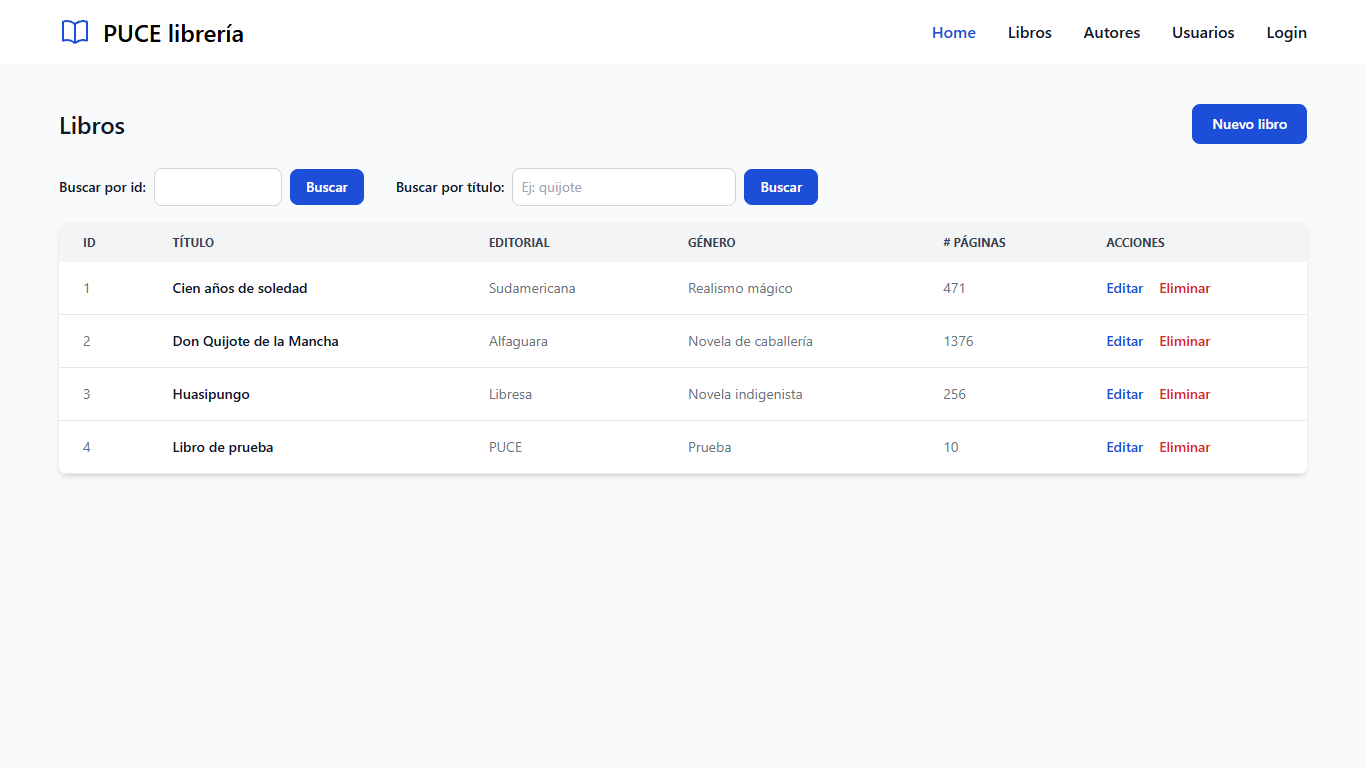 PUCE librería
Home Libros Autores Usuarios Login
Libros
Nuevo libro
Buscar por id: Buscar Buscar por título: Ej: quijote Buscar
ID TÍTULO EDITORIAL GÉNERO # PÁGINAS ACCIONES
1 Cien años de soledad Sudamericana Realismo mágico 471 Editar Eliminar
2 Don Quijote de la Mancha Alfaguara Novela de caballería 1376 Editar Eliminar
3 Huasipungo Libresa Novela indigenista 256 Editar Eliminar
4 Libro de prueba PUCE Prueba 10 Editar Eliminar